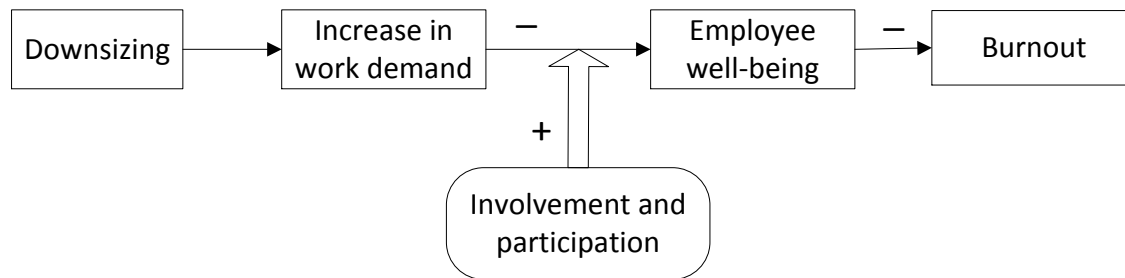 Downsizing
Increase in
work demand
−
Employee
well-being
−
Burnout
+
Involvement and
participation